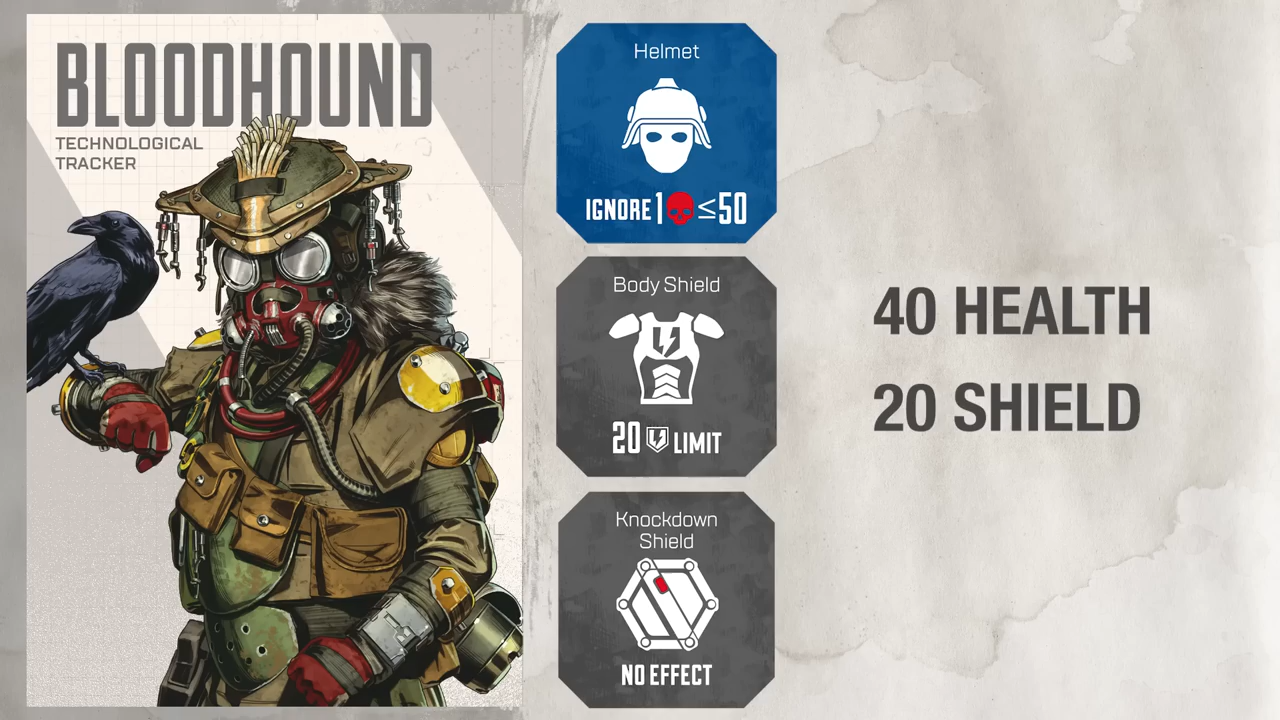 BLOODHOUND
TECHNOLOGICAL
TRACKER
Helmet
IGNORE 1 ≤50
Body Shield
20 LIMIT
Knockdown
Shield
NO EFFECT
40 HEALTH
20 SHIELD